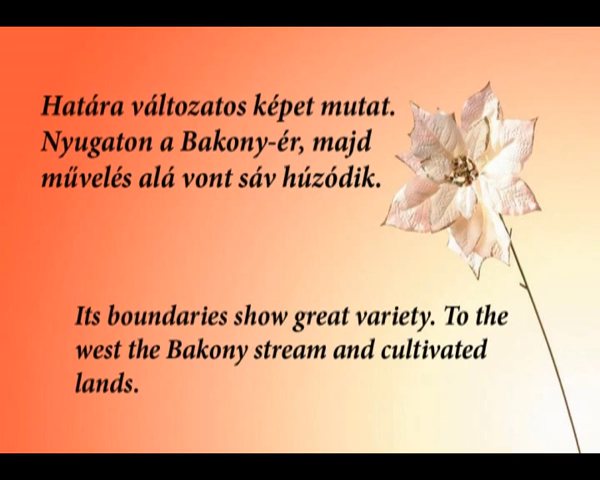 Határa változatos képet mutat.
Nyugaton a Bakony-ér, majd
művelés alá vont sáv húzódik.
Its boundaries show great variety. To the
west the Bakony stream and cultivated
lands.